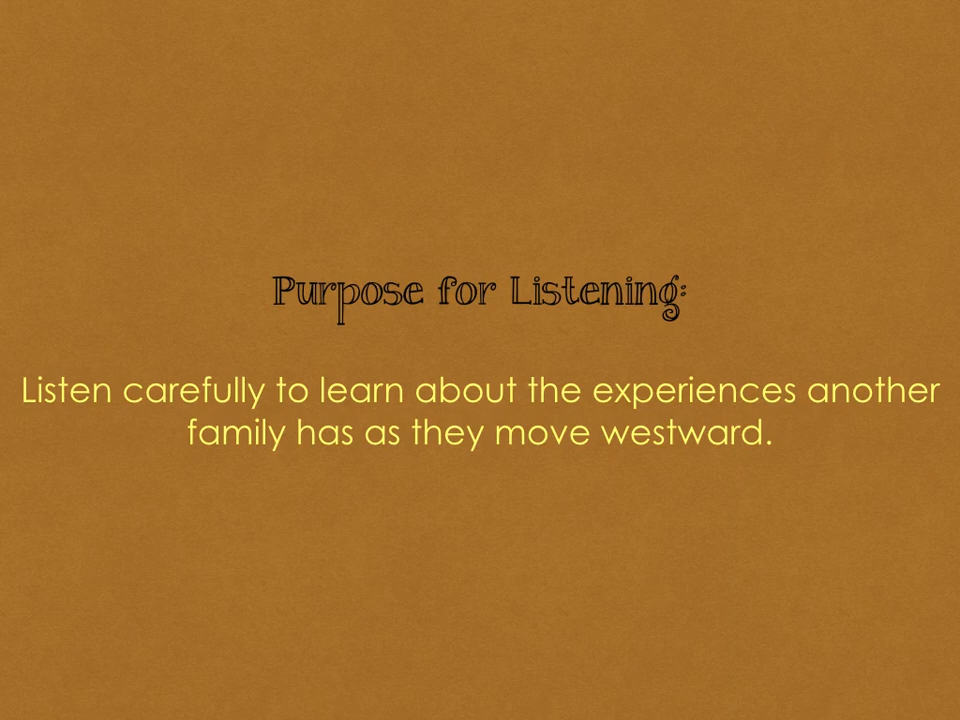 Purpose for Listening:
Listen carefully to learn about the experiences another
family has as they move westward.